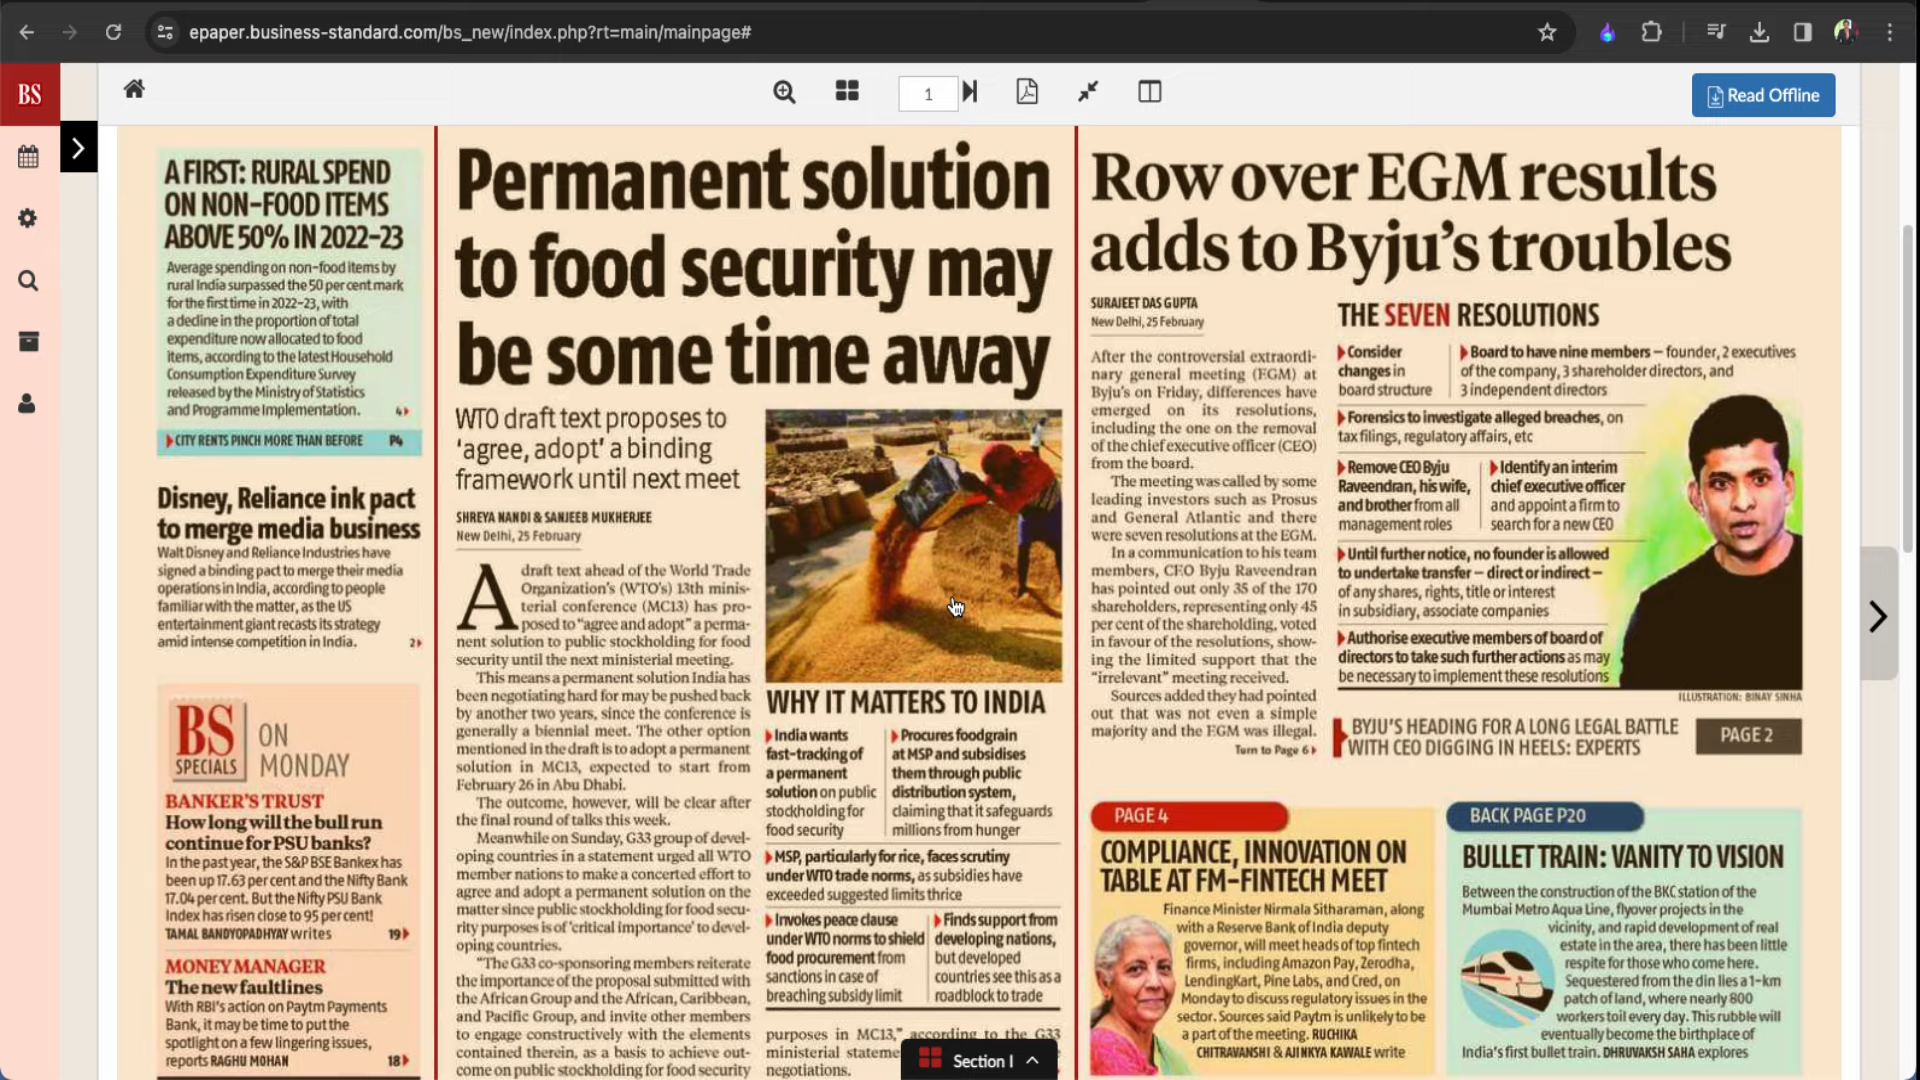 epaper.business-standard.com/bs_new/index.php?rt=main/mainpage#
BS
1
Read Offline
A FIRST: RURAL SPEND
ON NON-FOOD ITEMS
ABOVE 50% IN 2022-23
Average spending on non-food items by
rural India surpassed the 50 per cent mark
for the first time in 2022-23, with
a decline in the proportion of total
expenditure now allocated to food
items, according to the latest Household
Consumption Expenditure Survey
released by the Ministry of Statistics
and Programme Implementation. 4
CITY RENTS PINCH MORE THAN BEFORE P4
Disney, Reliance ink pact
to merge media business
Walt Disney and Reliance Industries have
signed a binding pact to merge their media
operations in India, according to people
familiar with the matter, as the US
entertainment giant recasts its strategy
amid intense competition in India. 2
BS
SPECIALS
ON
MONDAY
BANKER'S TRUST
How long will the bull run
continue for PSU banks?
In the past year, the S&P BSE Bankex has
been up 17.63 per cent and the Nifty Bank
17.04 per cent. But the Nifty PSU Bank
Index has risen close to 95 per cent!
TAMAL BANDYOPADHYAY writes 19
MONEY MANAGER
The new faultlines
With RBI's action on Paytm Payments
Bank, it may be time to put the
spotlight on a few lingering issues,
reports RAGHU MOHAN 18
Permanent solution
to food security may
be some time away
WTO draft text proposes to
'agree, adopt' a binding
framework until next meet
SHREYA NANDI & SANJEEB MUKHERJEE
New Delhi, 25 February
A draft text ahead of the World Trade
Organization's (WTO's) 13th minis-
terial conference (MC13) has pro-
posed to "agree and adopt" a perma-
nent solution to public stockholding for food
security until the next ministerial meeting.
This means a permanent solution India has
been negotiating hard for may be pushed back
by another two years, since the conference is
generally a biennial meet. The other option
mentioned in the draft is to adopt a permanent
solution in MC13, expected to start from
February 26 in Abu Dhabi.
The outcome, however, will be clear after
the final round of talks this week.
Meanwhile on Sunday, G33 group of devel-
oping countries in a statement urged all WTO
member nations to make a concerted effort to
agree and adopt a permanent solution on the
matter since public stockholding for food secu-
rity purposes is of 'critical importance' to devel-
oping countries.
"The G33 co-sponsoring members reiterate
the importance of the proposal submitted with
the African Group and the African, Caribbean,
and Pacific Group, and invite other members
to engage constructively with the elements
contained therein, as a basis to achieve out-
come on public stockholding for food security
WHY IT MATTERS TO INDIA
India wants
fast-tracking of
a permanent
solution on public
stockholding for
food security
Procures foodgrain
at MSP and subsidises
them through public
distribution system,
claiming that it safeguards
millions from hunger
MSP, particularly for rice, faces scrutiny
under WTO trade norms, as subsidies have
exceeded suggested limits thrice
Invokes peace clause
under WTO norms to shield
food procurement from
sanctions in case of
breaching subsidy limit
Finds support from
developing nations,
but developed
countries see this as a
roadblock to trade
purposes in MC13," according to the G33
ministerial stateme
negotiations.
Section I
Row over EGM results
adds to Byju's troubles
SURAJEET DAS GUPTA
New Delhi, 25 February
After the controversial extraordi-
nary general meeting (EGM) at
Byju's on Friday, differences have
emerged on its resolutions,
including the one on the removal
of the chief executive officer (CEO)
from the board.
The meeting was called by some
leading investors such as Prosus
and General Atlantic and there
were seven resolutions at the EGM.
In a communication to his team
members, CEO Byju Raveendran
has pointed out only 35 of the 170
shareholders, representing only 45
per cent of the shareholding, voted
in favour of the resolutions, show-
ing the limited support that the
"irrelevant" meeting received.
Sources added they had pointed
out that was not even a simple
majority and the EGM was illegal.
Turn to Page 6
THE SEVEN RESOLUTIONS
Consider
changes in
board structure
Board to have nine members — founder, 2 executives
of the company, 3 shareholder directors, and
3 independent directors
Forensics to investigate alleged breaches, on
tax filings, regulatory affairs, etc
Remove CEO Byju
Raveendran, his wife,
and brother from all
management roles
Identify an interim
chief executive officer
and appoint a firm to
search for a new CEO
Until further notice, no founder is allowed
to undertake transfer — direct or indirect —
of any shares, rights, title or interest
in subsidiary, associate companies
Authorise executive members of board of
directors to take such further actions as may
be necessary to implement these resolutions
ILLUSTRATION: BINAY SINHA
BYJU'S HEADING FOR A LONG LEGAL BATTLE
WITH CEO DIGGING IN HEELS: EXPERTS
PAGE 2
PAGE 4
COMPLIANCE, INNOVATION ON
TABLE AT FM-FINTECH MEET
Finance Minister Nirmala Sitharaman, along
with a Reserve Bank of India deputy
governor, will meet heads of top fintech
firms, including Amazon Pay, Zerodha,
LendingKart, Pine Labs, and Cred, on
Monday to discuss regulatory issues in the
sector. Sources said Paytm is unlikely to be
a part of the meeting. RUCHIKA
CHITRAVANSHI & AJINKYA KAWALE write
BACK PAGE P20
BULLET TRAIN: VANITY TO VISION
Between the construction of the BKC station of the
Mumbai Metro Aqua Line, flyover projects in the
vicinity, and rapid development of real
estate in the area, there has been little
respite for those who come here.
Sequestered from the din lies a 1-km
patch of land, where nearly 800
workers toil every day. This rubble will
eventually become the birthplace of
India's first bullet train. DHRUVAKSH SAHA explores